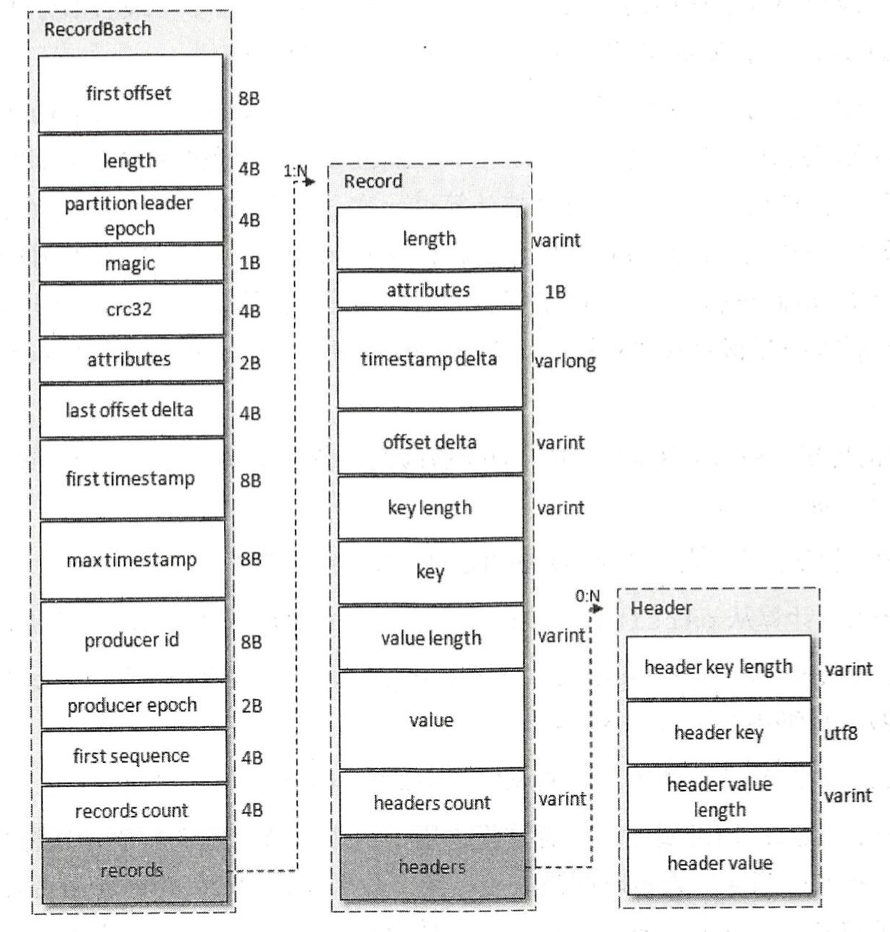 RecordBatch
first offset
8B
length
4B
partition leader
epoch
4B
magic
1B
crc32
4B
attributes
2B
last offset delta
4B
first timestamp
8B
max timestamp
8B
producer id
8B
producer epoch
2B
first sequence
4B
records count
4B
records
1:N
Record
length
varint
attributes
1B
timestamp delta
varlong
offset delta
varint
key length
varint
key
value length
varint
value
headers count
varint
headers
0:N
Header
header key length
varint
header key
utf8
header value
length
varint
header value